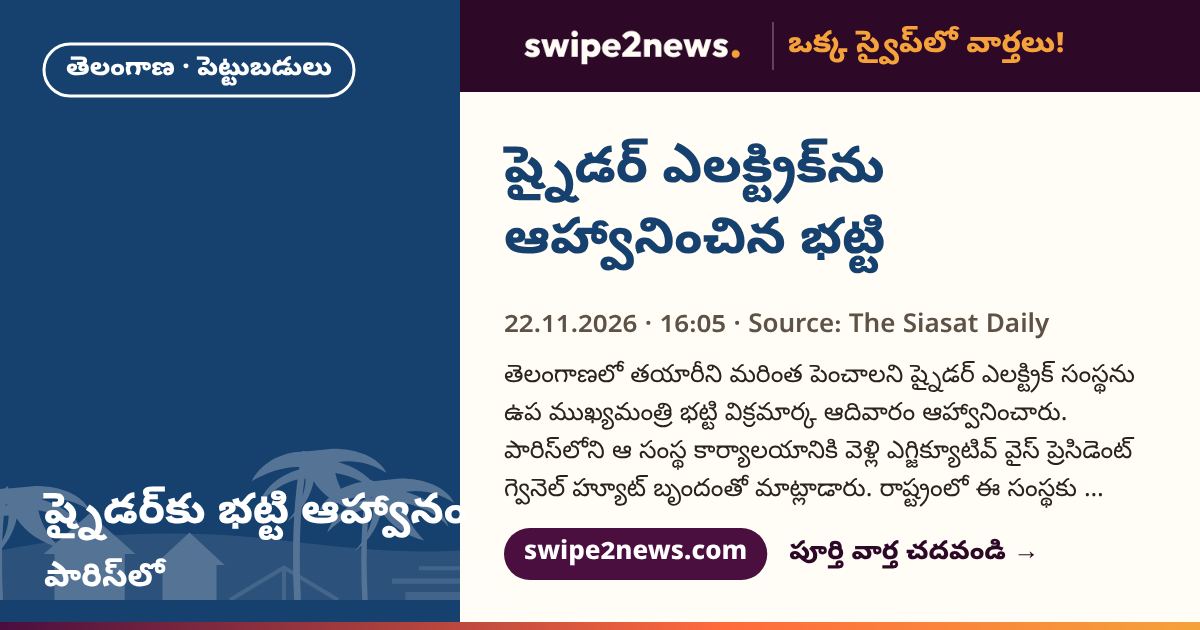 తెలంగాణ · పెట్టుబడులు
swipe2news.
ఒక్క స్వైప్‌లో వార్తలు!
ష్నైడర్ ఎలక్ట్రిక్‌ను
ఆహ్వానించిన భట్టి
22.11.2026 · 16:05 · Source: The Siasat Daily
తెలంగాణలో తయారీని మరింత పెంచాలని ష్నైడర్ ఎలక్ట్రిక్ సంస్థను
ఉప ముఖ్యమంత్రి భట్టి విక్రమార్క ఆదివారం ఆహ్వానించారు.
పారిస్‌లోని ఆ సంస్థ కార్యాలయానికి వెళ్లి ఎగ్జిక్యూటివ్ వైస్ ప్రెసిడెంట్
గ్వెనెల్ హ్యూట్ బృందంతో మాట్లాడారు. రాష్ట్రంలో ఈ సంస్థకు ...
ష్నైడర్‌కు భట్టి ఆహ్వానం
పారిస్‌లో
swipe2news.com
పూర్తి వార్త చదవండి →